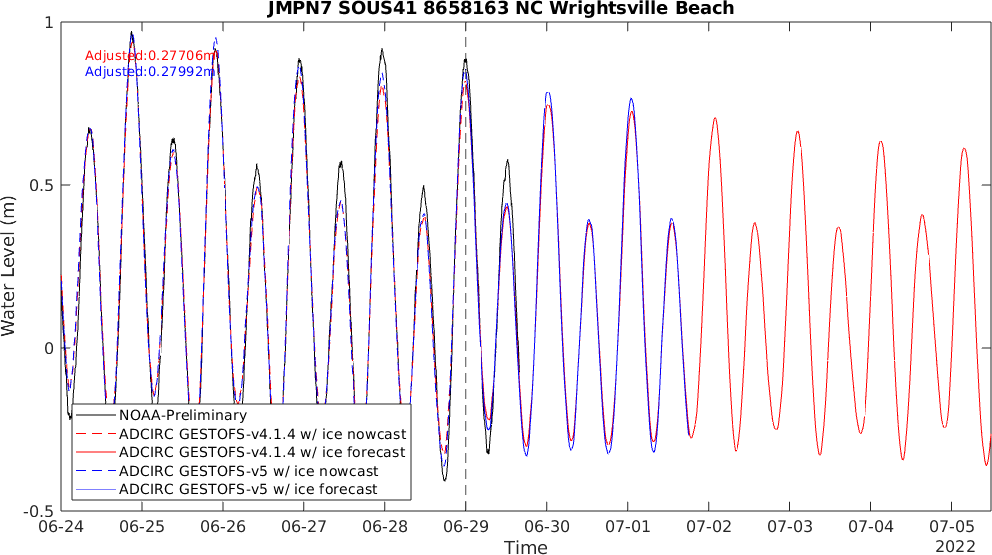 JMPN7 SOUS41 8658163 NC Wrightsville Beach
Adjusted:0.27706m
Adjusted:0.27992m
Water Level (m)
1
0.5
0
-0.5
NOAA-Preliminary
ADCIRC GESTOFS-v4.1.4 w/ ice nowcast
ADCIRC GESTOFS-v4.1.4 w/ ice forecast
ADCIRC GESTOFS-v5 w/ ice nowcast
ADCIRC GESTOFS-v5 w/ ice forecast
06-24 06-25 06-26 06-27 06-28 06-29 06-30 07-01 07-02 07-03 07-04 07-05
Time
2022